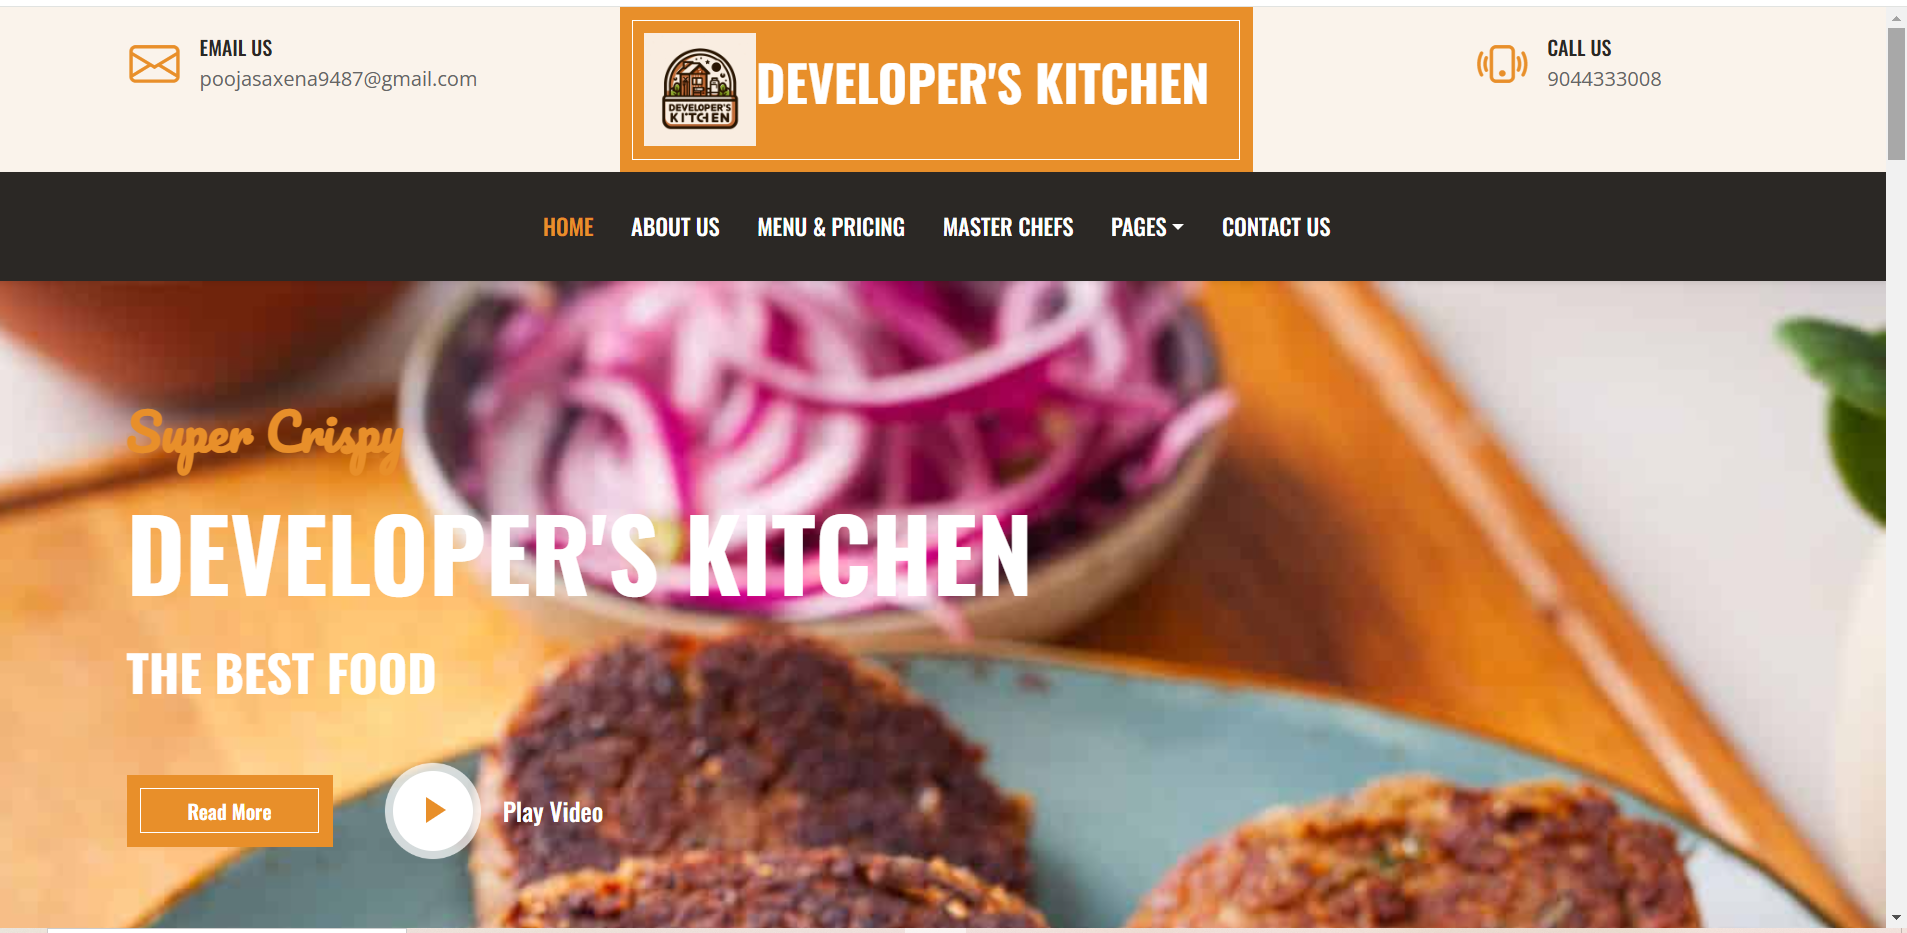 EMAIL US
poojasaxena9487@gmail.com
DEVELOPER'S
KITCHEN
DEVELOPER'S KITCHEN
CALL US
9044333008
HOME ABOUT US MENU & PRICING MASTER CHEFS PAGES CONTACT US
Super Crispy
DEVELOPER'S KITCHEN
THE BEST FOOD
Read More
Play Video